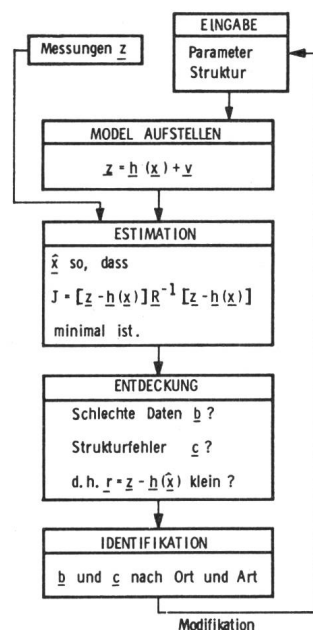 EINGABE
Parameter
Struktur
Messungen z
MODEL AUFSTELLEN
z = h (x) + v
ESTIMATION
x̂ so, dass
J = [z - h(x)] R⁻¹ [z - h(x)]
minimal ist.
ENTDECKUNG
Schlechte Daten b ?
Strukturfehler c ?
d.h. r = z - h(x̂) klein ?
IDENTIFIKATION
b und c nach Ort und Art
Modifikation